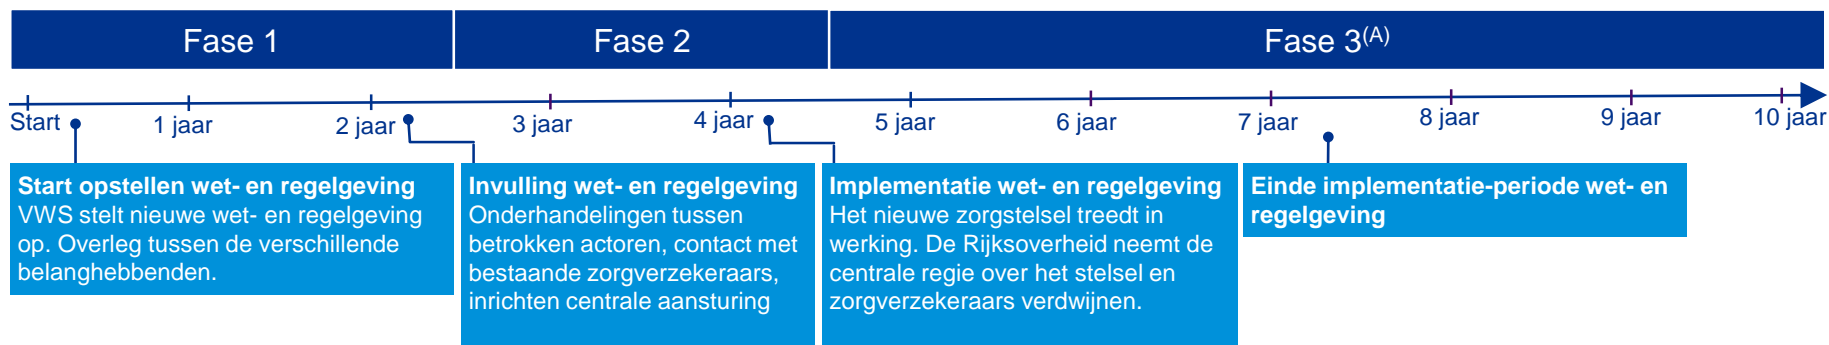 Fase 1
Fase 2
Fase 3(A)
Start
1 jaar
2 jaar
3 jaar
4 jaar
5 jaar
6 jaar
7 jaar
8 jaar
9 jaar
10 jaar
Start opstellen wet- en regelgeving
VWS stelt nieuwe wet- en regelgeving
op. Overleg tussen de verschillende
belanghebbenden.
Invulling wet- en regelgeving
Onderhandelingen tussen
betrokken actoren, contact met
bestaande zorgverzekeraars,
inrichten centrale aansturing
Implementatie wet- en regelgeving
Het nieuwe zorgstelsel treedt in
werking. De Rijksoverheid neemt de
centrale regie over het stelsel en
zorgverzekeraars verdwijnen.
Einde implementatie-periode wet- en
regelgeving